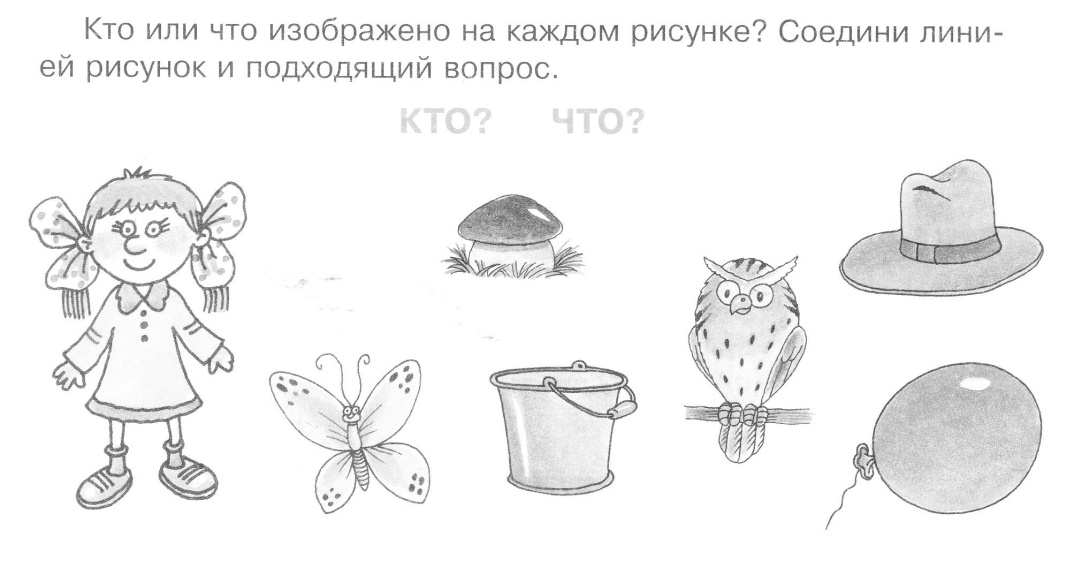 Кто или что изображено на каждом рисунке? Соедини лини-
ей рисунок и подходящий вопрос.
КТО? ЧТО?